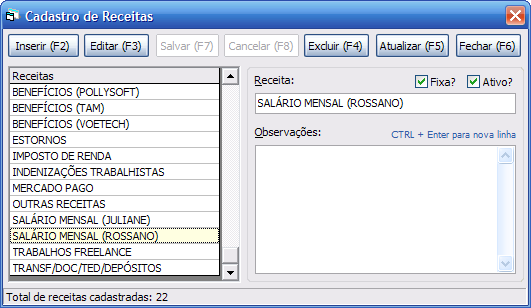 Cadastro de Receitas
Inserir (F2) Editar (F3) Salvar (F7) Cancelar (F8) Excluir (F4) Atualizar (F5) Fechar (F6)
Receitas
BENEFÍCIOS (POLLYSOFT)
BENEFÍCIOS (TAM)
BENEFÍCIOS (VOETECH)
ESTORNOS
IMPOSTO DE RENDA
INDENIZAÇÕES TRABALHISTAS
MERCADO PAGO
OUTRAS RECEITAS
SALÁRIO MENSAL (JULIANE)
SALÁRIO MENSAL (ROSSANO)
TRABALHOS FREELANCE
TRANSF/DOC/TED/DEPÓSITOS
Receita: Fixa? Ativo?
SALÁRIO MENSAL (ROSSANO)
Observações: CTRL + Enter para nova linha
Total de receitas cadastradas: 22